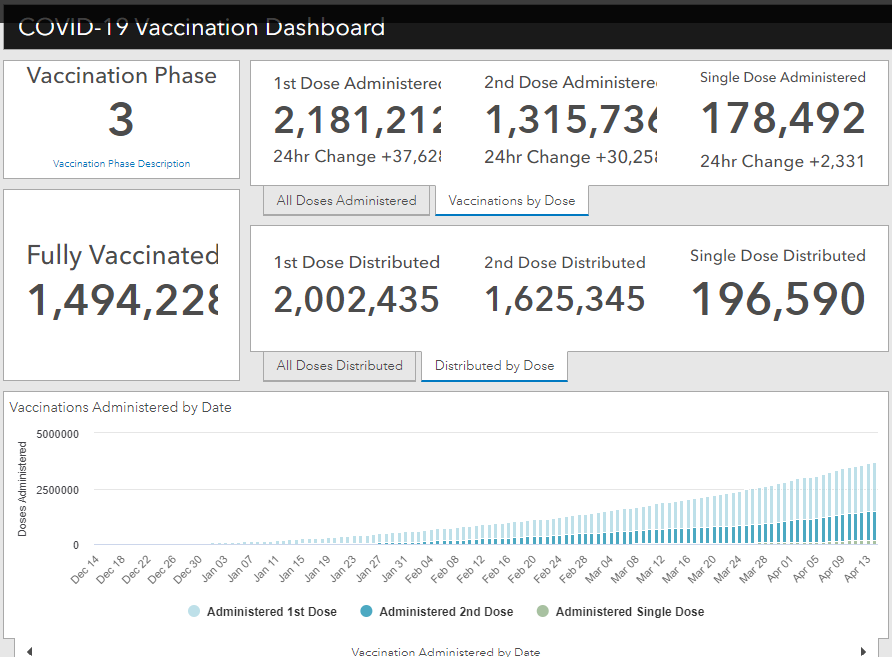 COVID-19 Vaccination Dashboard
Vaccination Phase
3
Vaccination Phase Description
1st Dose Administered
2,181,212
24hr Change +37,628
2nd Dose Administere
1,315,736
24hr Change +30,258
Single Dose Administered
178,492
24hr Change +2,331
All Doses Administered
Vaccinations by Dose
Fully Vaccinated
1,494,228
1st Dose Distributed
2,002,435
2nd Dose Distributed
1,625,345
Single Dose Distributed
196,590
All Doses Distributed
Distributed by Dose
Vaccinations Administered by Date
Doses Administered
5000000
2500000
0
Dec 14
Dec 18
Dec 22
Dec 26
Dec 30
Jan 03
Jan 07
Jan 11
Jan 15
Jan 19
Jan 23
Jan 27
Jan 31
Feb 04
Feb 08
Feb 12
Feb 16
Feb 20
Feb 24
Feb 28
Mar 04
Mar 08
Mar 12
Mar 16
Mar 20
Mar 24
Mar 28
Apr 01
Apr 05
Apr 09
Apr 13
Administered 1st Dose
Administered 2nd Dose
Administered Single Dose
Vaccination Administered by Date